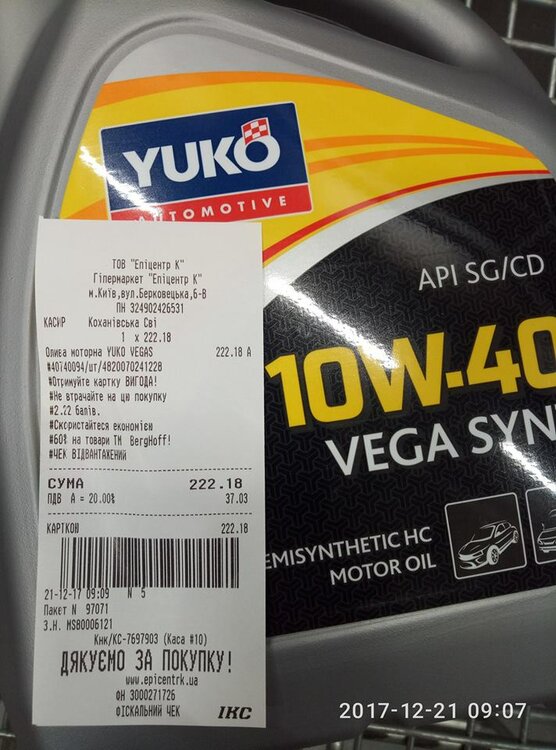 YUKO
AUTOMOTIVE
API SG/CD
10W-40
VEGA SYN
EMISYNTHETIC HC
MOTOR OIL
ТОВ "Епіцентр К"
Гіпермаркет "Епіцентр К"
м.Київ,вул.Берковецька,6-В
ПН 324902426531
КАСИР Коханівська Сві
1 x 222.18
Олива моторна YUKO VEGAS 222.18 А
#40740094/шт/4820070241228
#Отримуйте картку ВИГОДА!
#Не втрачайте на цю покупку
#2.22 балів.
#Скористайтеся економією
#60% на товари ТМ BergHoff!
#ЧЕК ВІДВАНТАЖЕНИЙ
СУМА 222.18
ПДВ А = 20.00% 37.03
КАРТКОЮ 222.18
21-12-17 09:09 N 5
Пакет N 97071
З.Н. MS80006121
Кнк/КС-7697903 (Каса #10)
ДЯКУЄМО ЗА ПОКУПКУ!
www.epicentrk.ua
ФН 3000271726
ФІСКАЛЬНИЙ ЧЕК ІКС
2017-12-21 09:07